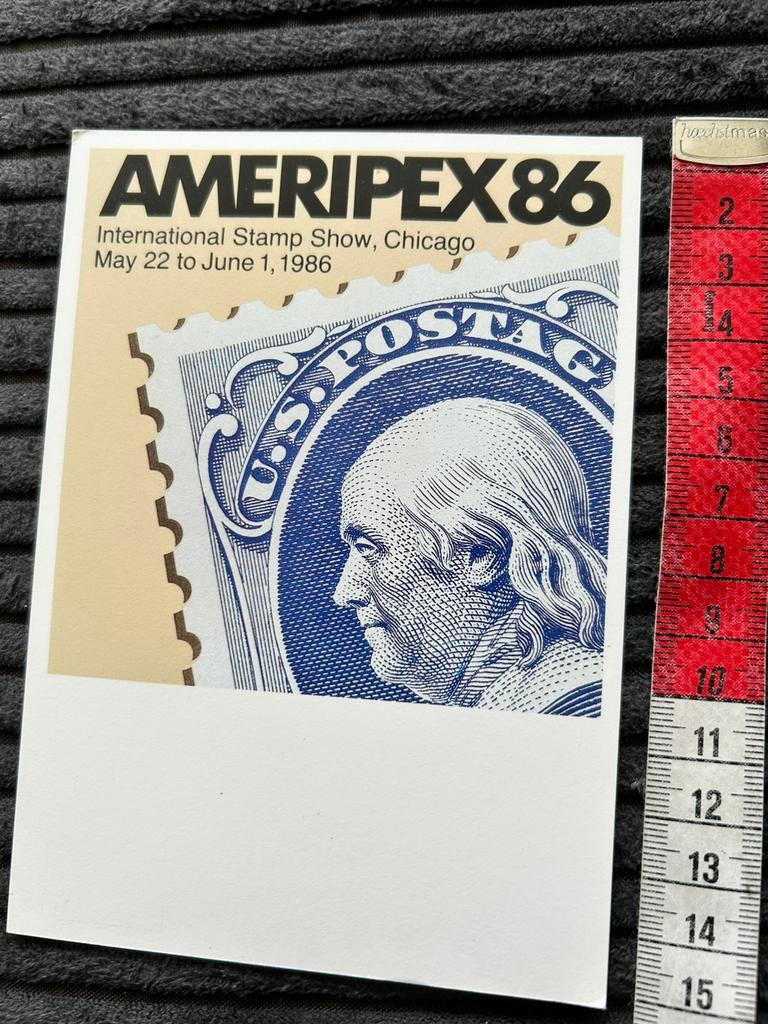 AMERIPEX 86
International Stamp Show, Chicago
May 22 to June 1, 1986
U.S. POSTAG
hoechstmass
2
3
4
5
6
7
8
9
10
11
12
13
14
15